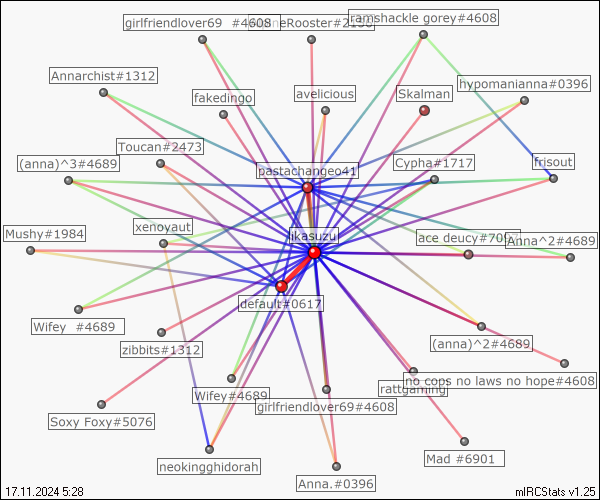 girlfriendlover69 #4608
ramshackle gorey#4608
Annarchist#1312
hypomanianna#0396
fakedingo
avelicious
Skalman
Toucan#2473
(anna)^3#4689
pastachangeo41
Cypha#1717
frisout
Mushy#1984
xenoyaut
ikasuzu
ace deucy#70
Anna^2#4689
default#0617
Wifey #4689
zibbits#1312
(anna)^2#4689
no cops no laws no hope#4608
rattgaming
Wifey#4689
girlfriendlover69#4608
Soxy Foxy#5076
neokingghidorah
Anna.#0396
Mad #6901
17.11.2024 5:28
mIRCStats v1.25